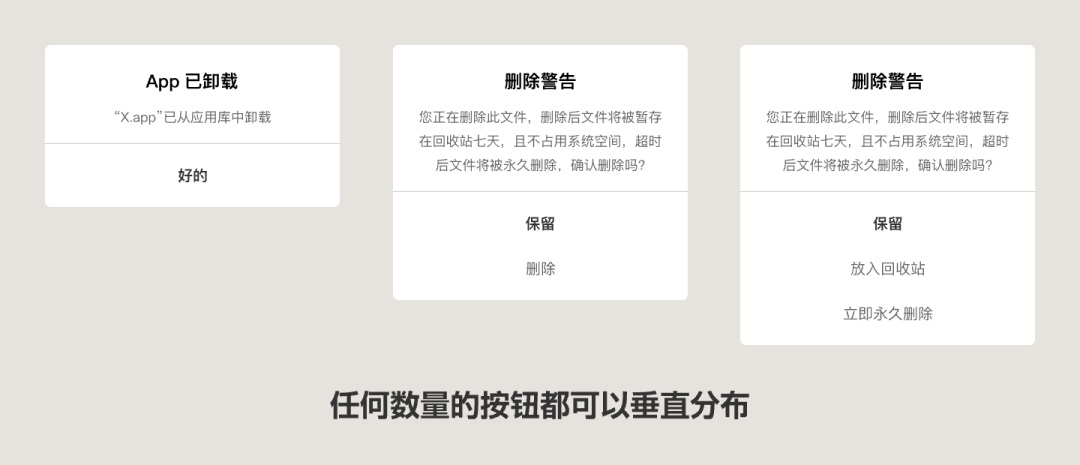 App 已卸载
“X.app”已从应用库中卸载
好的
删除警告
您正在删除此文件，删除后文件将被暂存
在回收站七天，且不占用系统空间，超时
后文件将被永久删除，确认删除吗？
保留
删除
删除警告
您正在删除此文件，删除后文件将被暂存
在回收站七天，且不占用系统空间，超时
后文件将被永久删除，确认删除吗？
保留
放入回收站
立即永久删除
任何数量的按钮都可以垂直分布